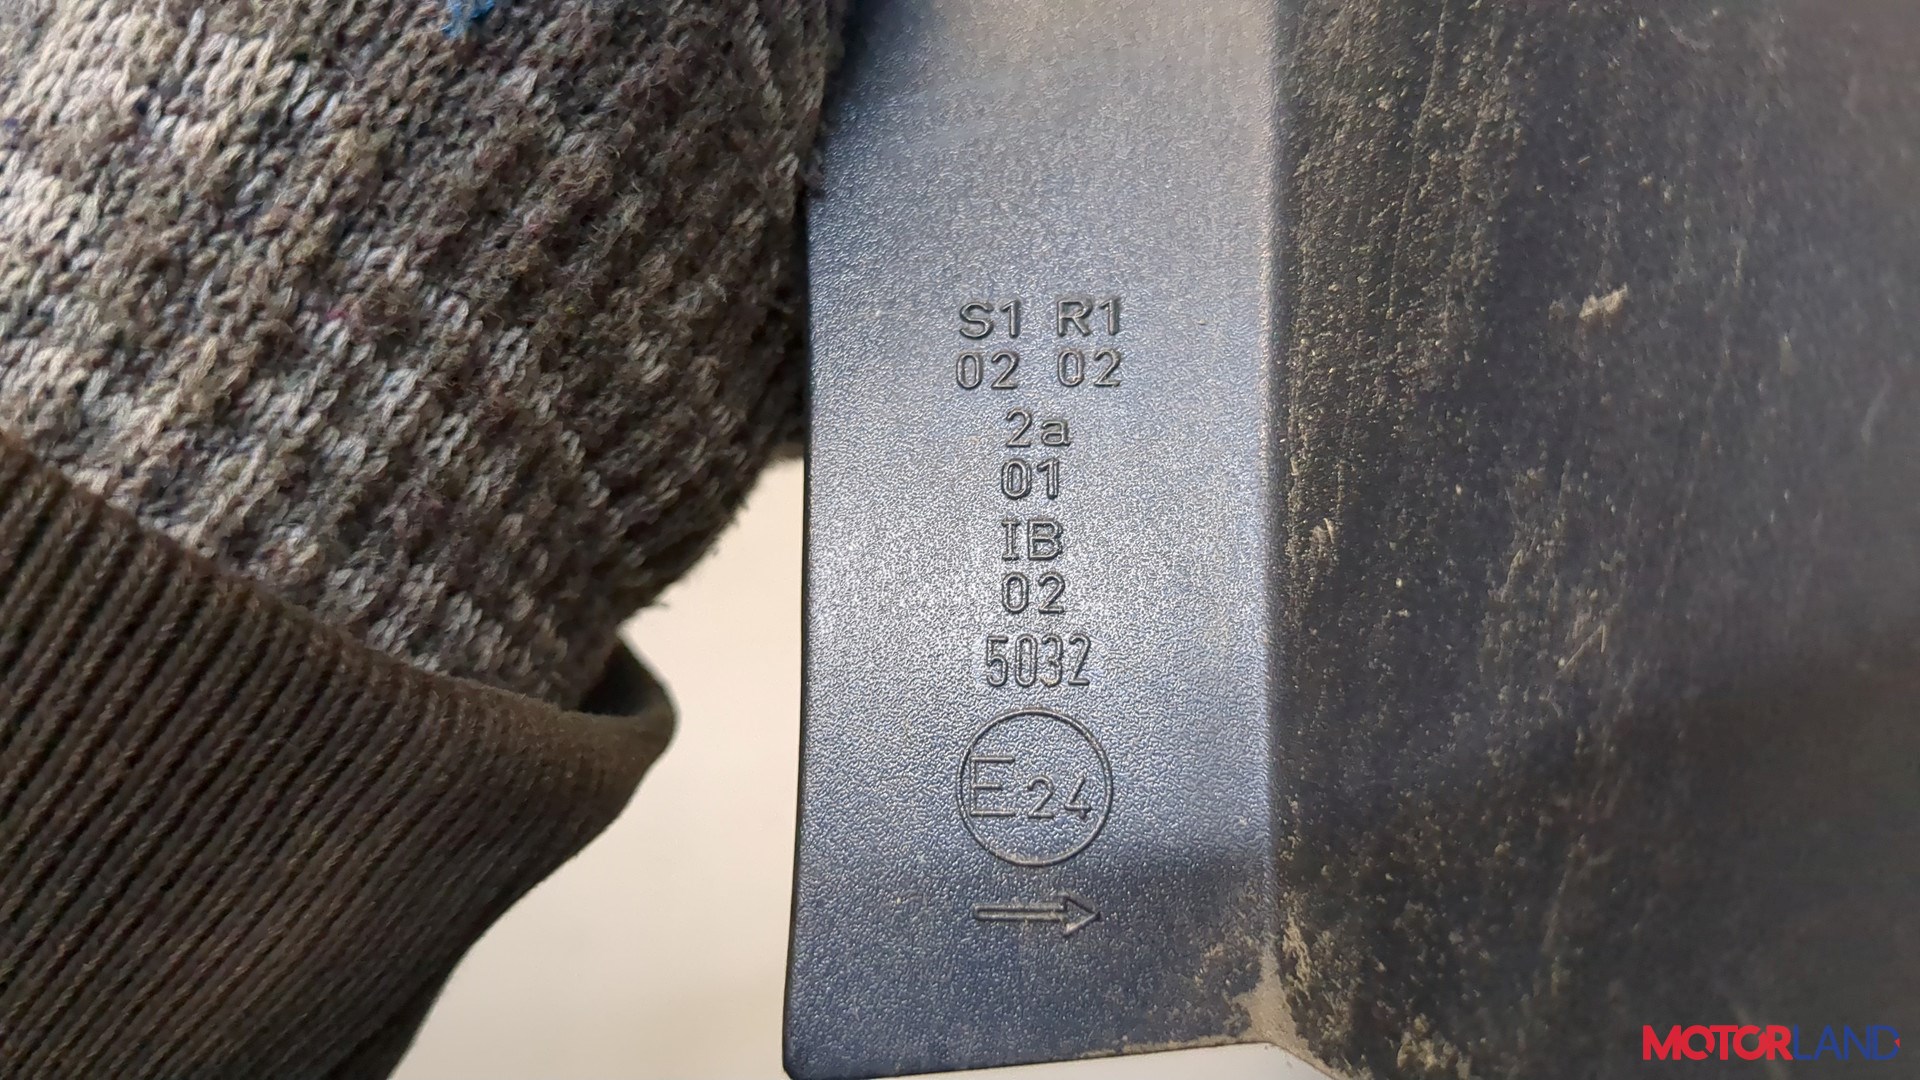 S1 R1
02 02
2a
01
IB
02
5032
E24
MOTORLAND